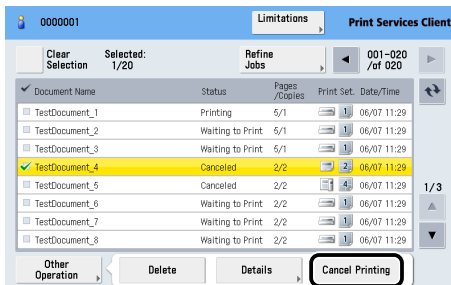 0000001 Limitations Print Services Client
Clear Selected: Refine 001-020
Selection 1/20 Jobs /of 020
Document Name Status Pages /Copies Print Set. Date/Time
TestDocument_1 Printing 5/1 1 06/07 11:29
TestDocument_2 Waiting to Print 5/1 1 06/07 11:29
TestDocument_3 Waiting to Print 5/1 1 06/07 11:29
TestDocument_4 Canceled 2/2 2 06/07 11:29
TestDocument_5 Canceled 2/2 4 06/07 11:29
1/3
TestDocument_6 Waiting to Print 2/2 1 06/07 11:29
TestDocument_7 Waiting to Print 2/2 1 06/07 11:29
TestDocument_8 Waiting to Print 2/2 1 06/07 11:29
Other
Operation Delete Details Cancel Printing